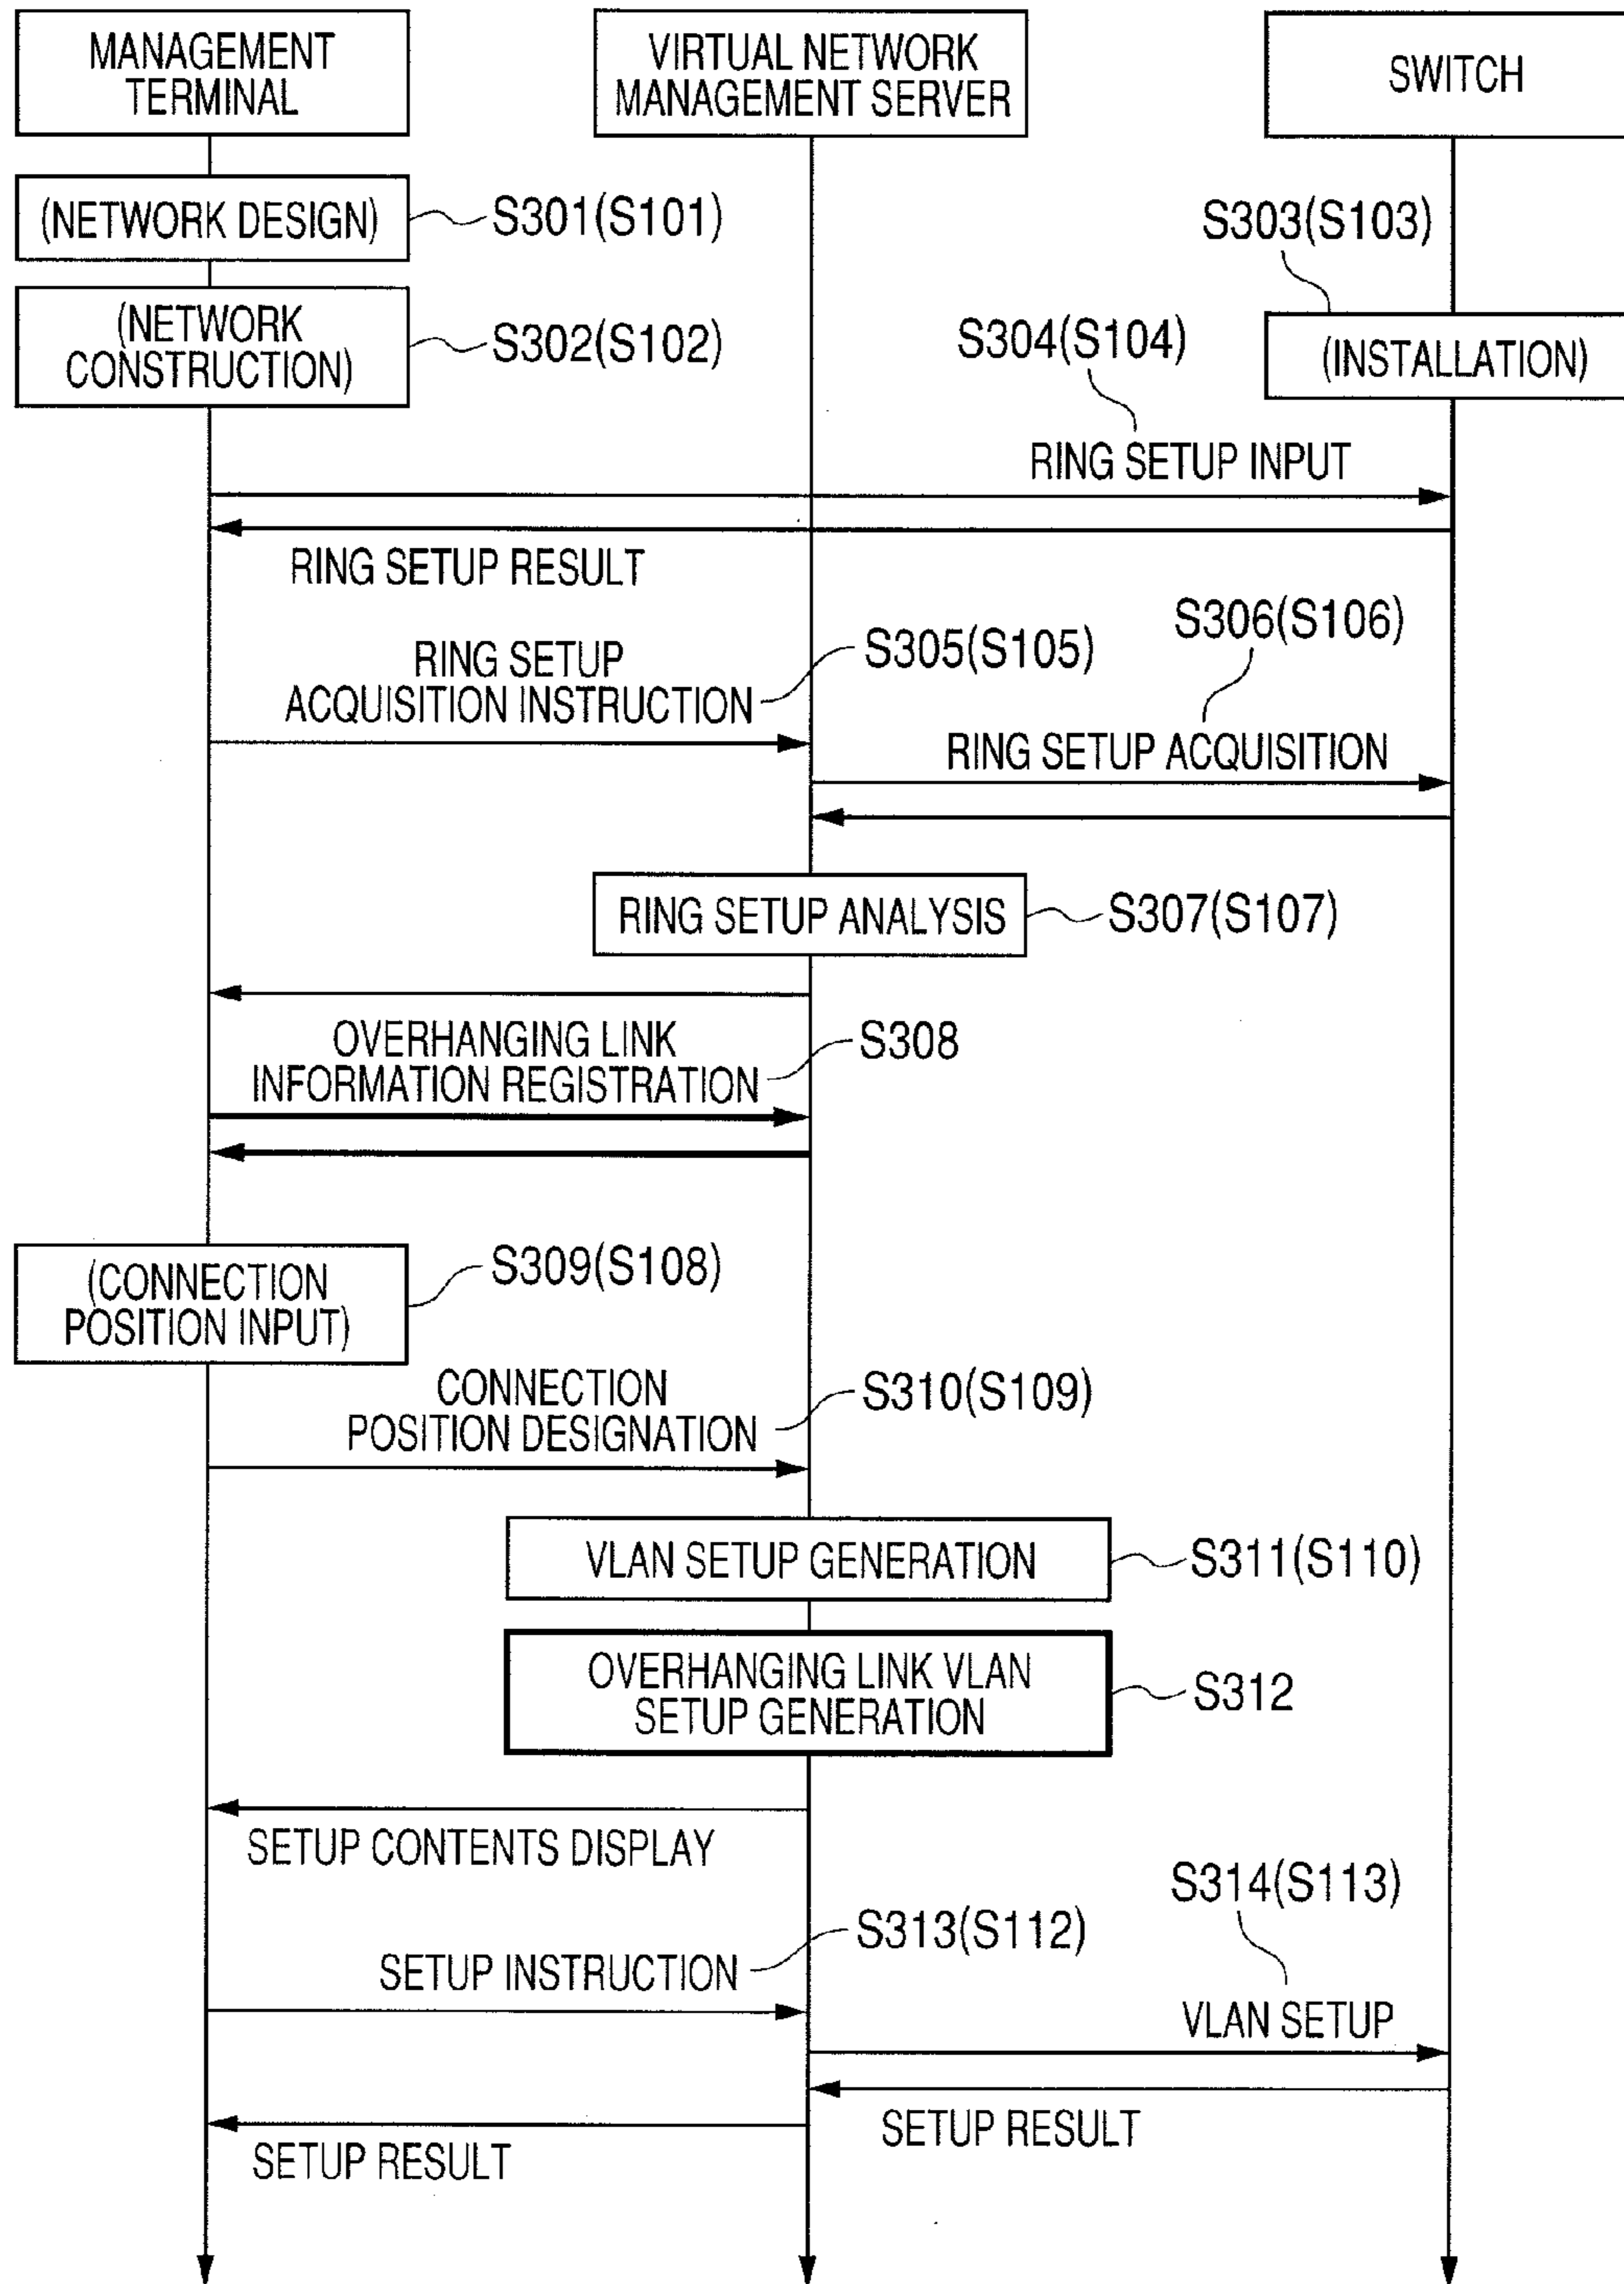 MANAGEMENT
TERMINAL
VIRTUAL NETWORK
MANAGEMENT SERVER
SWITCH
(NETWORK DESIGN)
S301(S101)
S303(S103)
(NETWORK
CONSTRUCTION)
S302(S102)
S304(S104)
(INSTALLATION)
RING SETUP INPUT
RING SETUP RESULT
RING SETUP
ACQUISITION INSTRUCTION
S305(S105)
S306(S106)
RING SETUP ACQUISITION
RING SETUP ANALYSIS
S307(S107)
OVERHANGING LINK
INFORMATION REGISTRATION
S308
(CONNECTION
POSITION INPUT)
S309(S108)
CONNECTION
POSITION DESIGNATION
S310(S109)
VLAN SETUP GENERATION
S311(S110)
OVERHANGING LINK VLAN
SETUP GENERATION
S312
SETUP CONTENTS DISPLAY
S314(S113)
SETUP INSTRUCTION
S313(S112)
VLAN SETUP
SETUP RESULT
SETUP RESULT